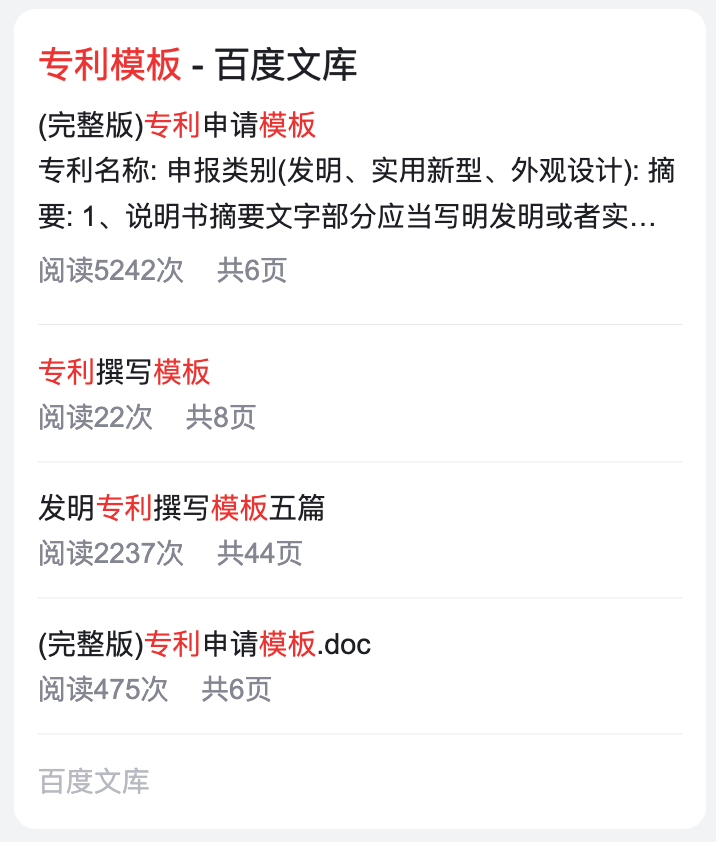 专利模板 - 百度文库
(完整版)专利申请模板
专利名称: 申报类别(发明、实用新型、外观设计): 摘
要: 1、说明书摘要文字部分应当写明发明或者实…
阅读5242次 共6页
专利撰写模板
阅读22次 共8页
发明专利撰写模板五篇
阅读2237次 共44页
(完整版)专利申请模板.doc
阅读475次 共6页
百度文库